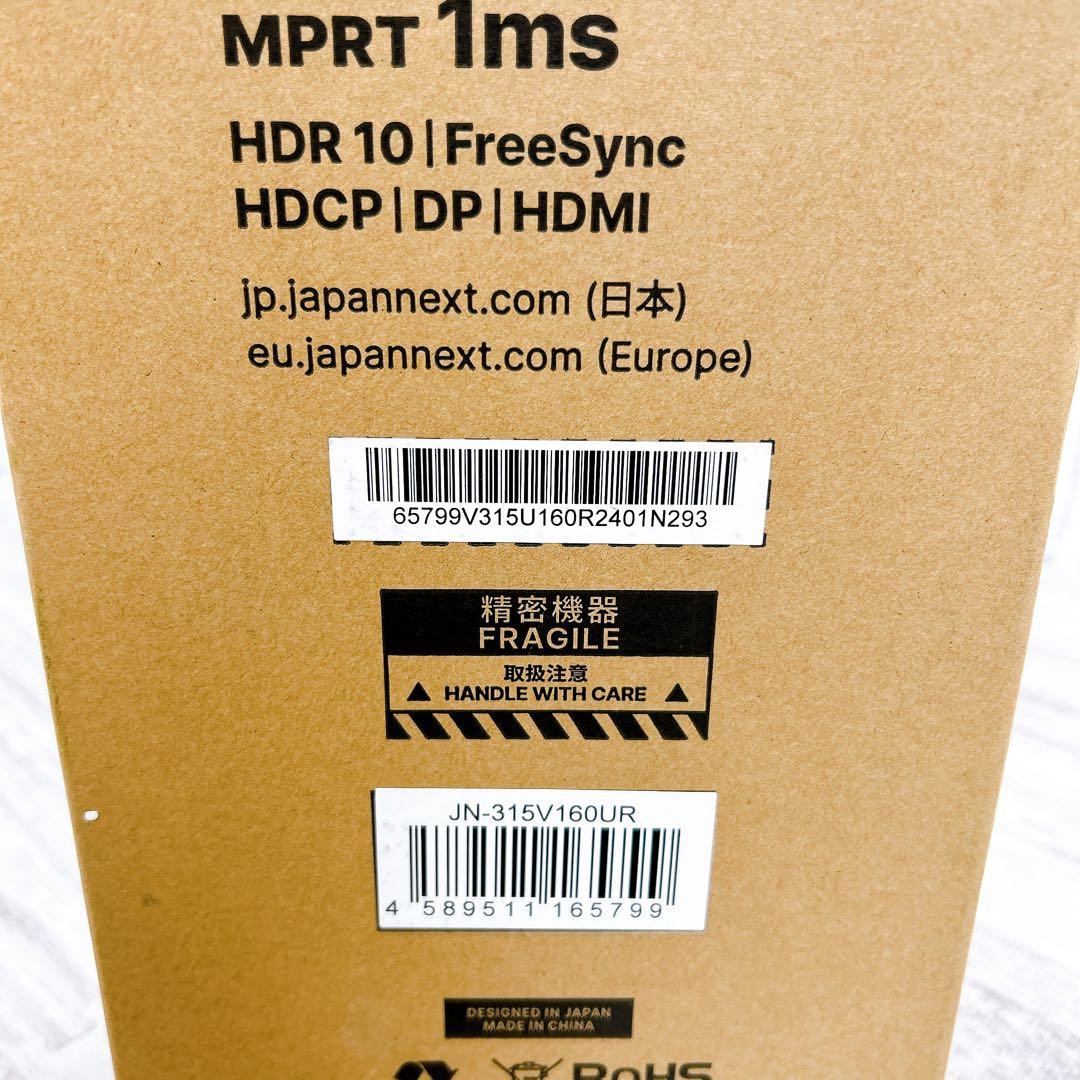 MPRT 1ms
HDR 10|FreeSync
HDCP|DP|HDMI
jp.japannext.com (日本)
eu.japannext.com (Europe)
65799V315U160R2401N293
精密機器
FRAGILE
取扱注意
HANDLE WITH CARE
JN-315V160UR
4 589511 165799
DESIGNED IN JAPAN
MADE IN CHINA
RoHS